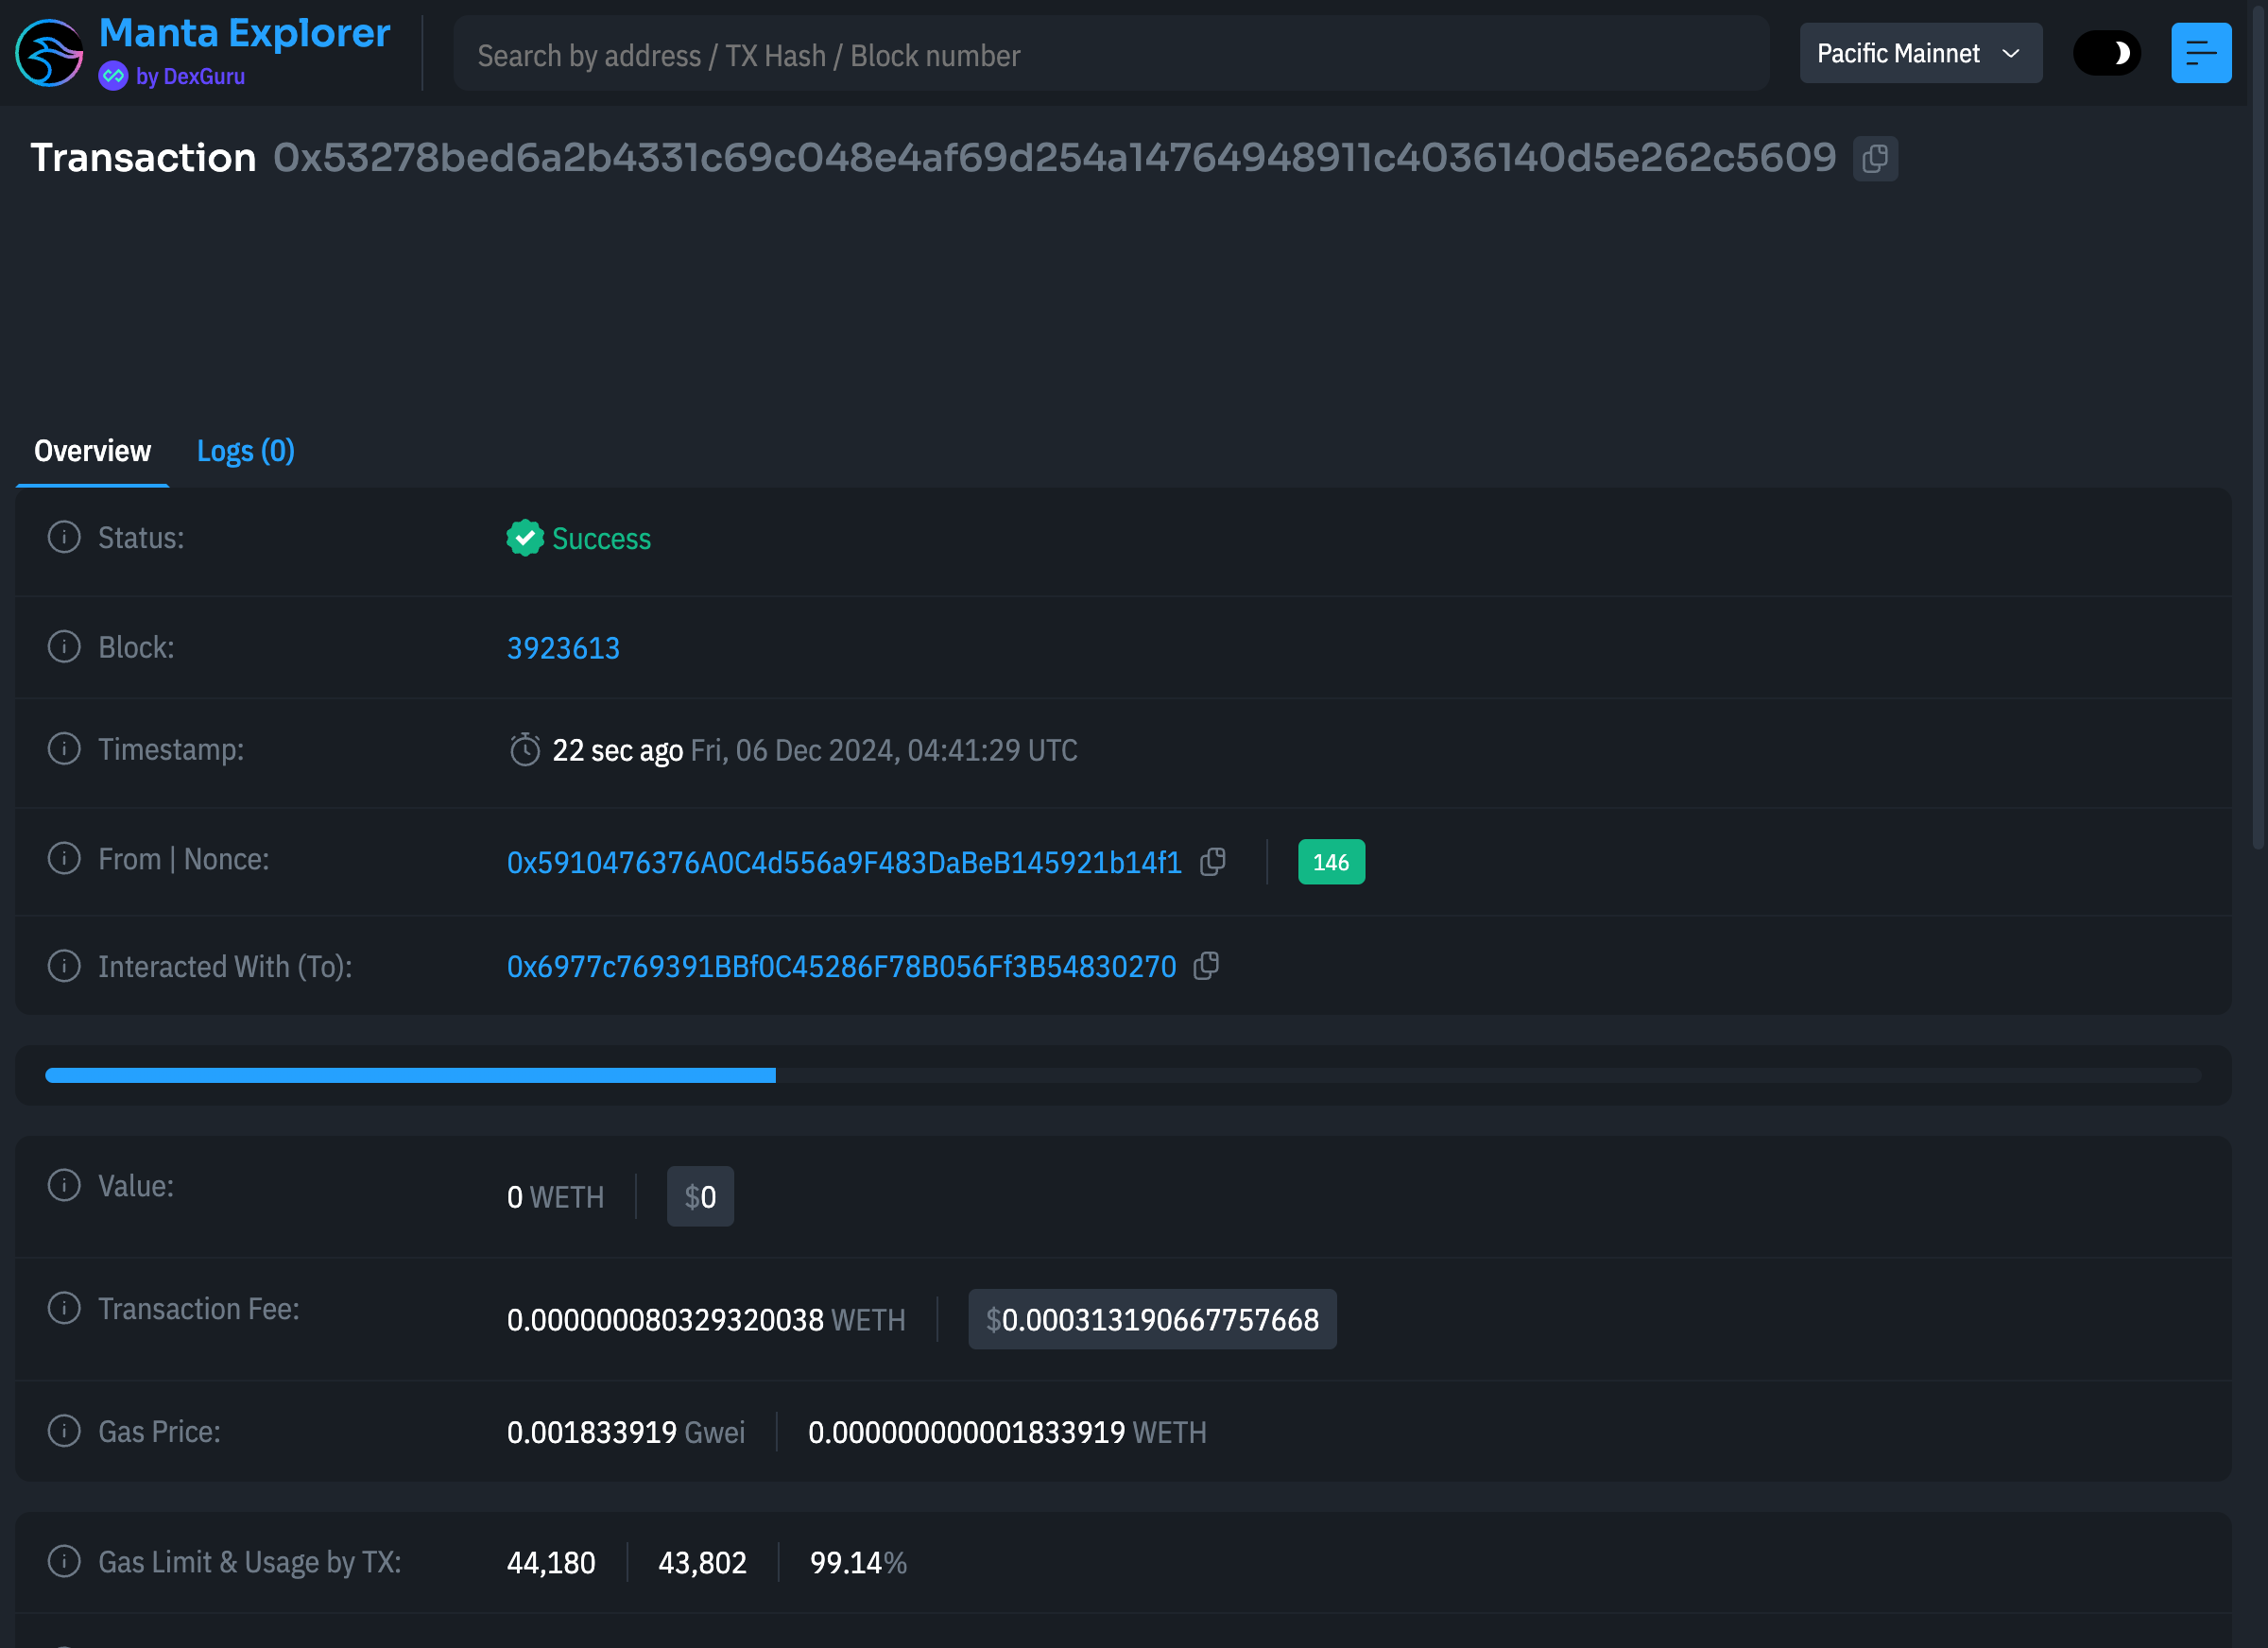 Manta Explorer
by DexGuru
Search by address / TX Hash / Block number
Pacific Mainnet
Transaction 0x53278bed6a2b4331c69c048e4af69d254a14764948911c4036140d5e262c5609
Overview Logs (0)
Status: Success
Block: 3923613
Timestamp: 22 sec ago Fri, 06 Dec 2024, 04:41:29 UTC
From | Nonce: 0x5910476376A0C4d556a9F483DaBeB145921b14f1 146
Interacted With (To): 0x6977c769391BBf0C45286F78B056Ff3B54830270
Value: 0 WETH $0
Transaction Fee: 0.000000080329320038 WETH $0.000313190667757668
Gas Price: 0.001833919 Gwei 0.000000000001833919 WETH
Gas Limit & Usage by TX: 44,180 43,802 99.14%